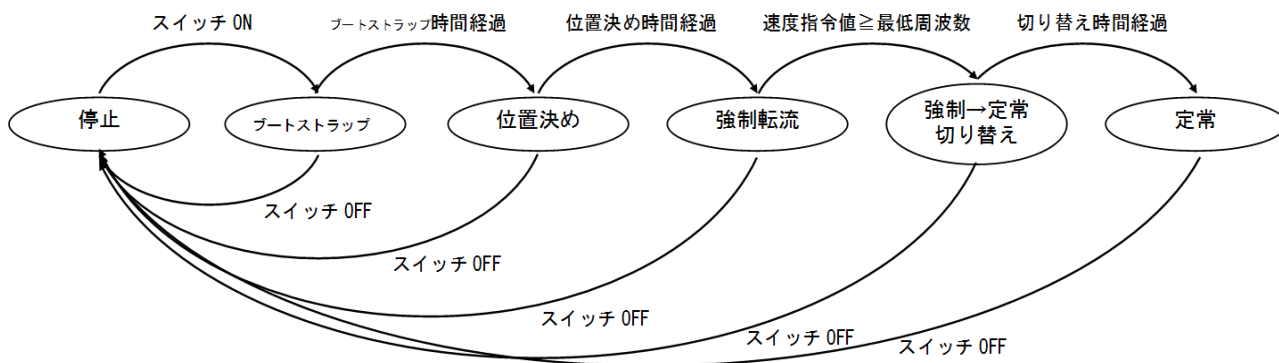 スイッチ ON
ブートストラップ時間経過
位置決め時間経過
速度指令値≧最低周波数
切り替え時間経過
停止
ブートストラップ
位置決め
強制転流
強制→定常
切り替え
定常
スイッチ OFF
スイッチ OFF
スイッチ OFF
スイッチ OFF
スイッチ OFF